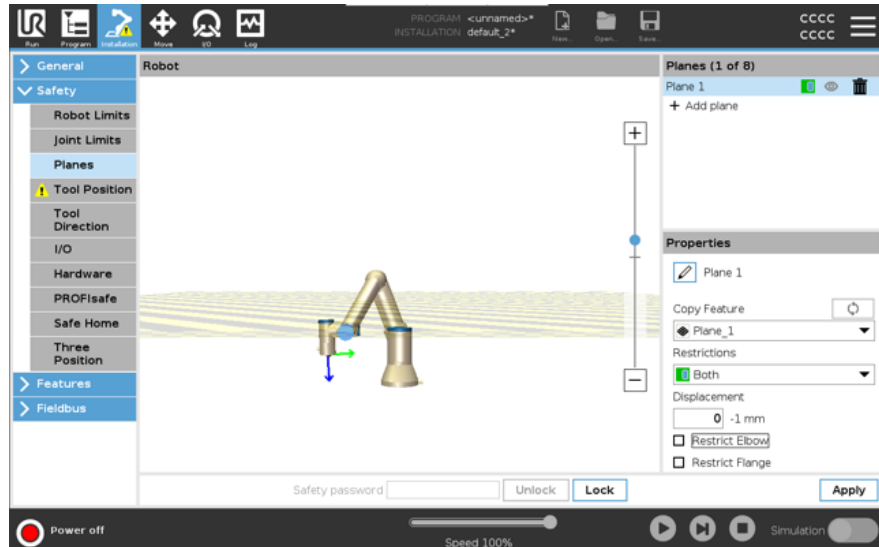 UR
PROGRAM <unnamed>*
INSTALLATION default_2*
cccc
cccc
Run Program Installation Move I/O Log New... Open... Save...
General
Safety
Robot Limits
Joint Limits
Planes
Tool Position
Tool
Direction
I/O
Hardware
PROFIsafe
Safe Home
Three
Position
Features
Fieldbus
Robot
Planes (1 of 8)
Plane 1
+ Add plane
Properties
Plane 1
Copy Feature
Plane_1
Restrictions
Both
Displacement
0 -1 mm
Restrict Elbow
Restrict Flange
Safety password Unlock Lock
Apply
Power off
Speed 100%
Simulation